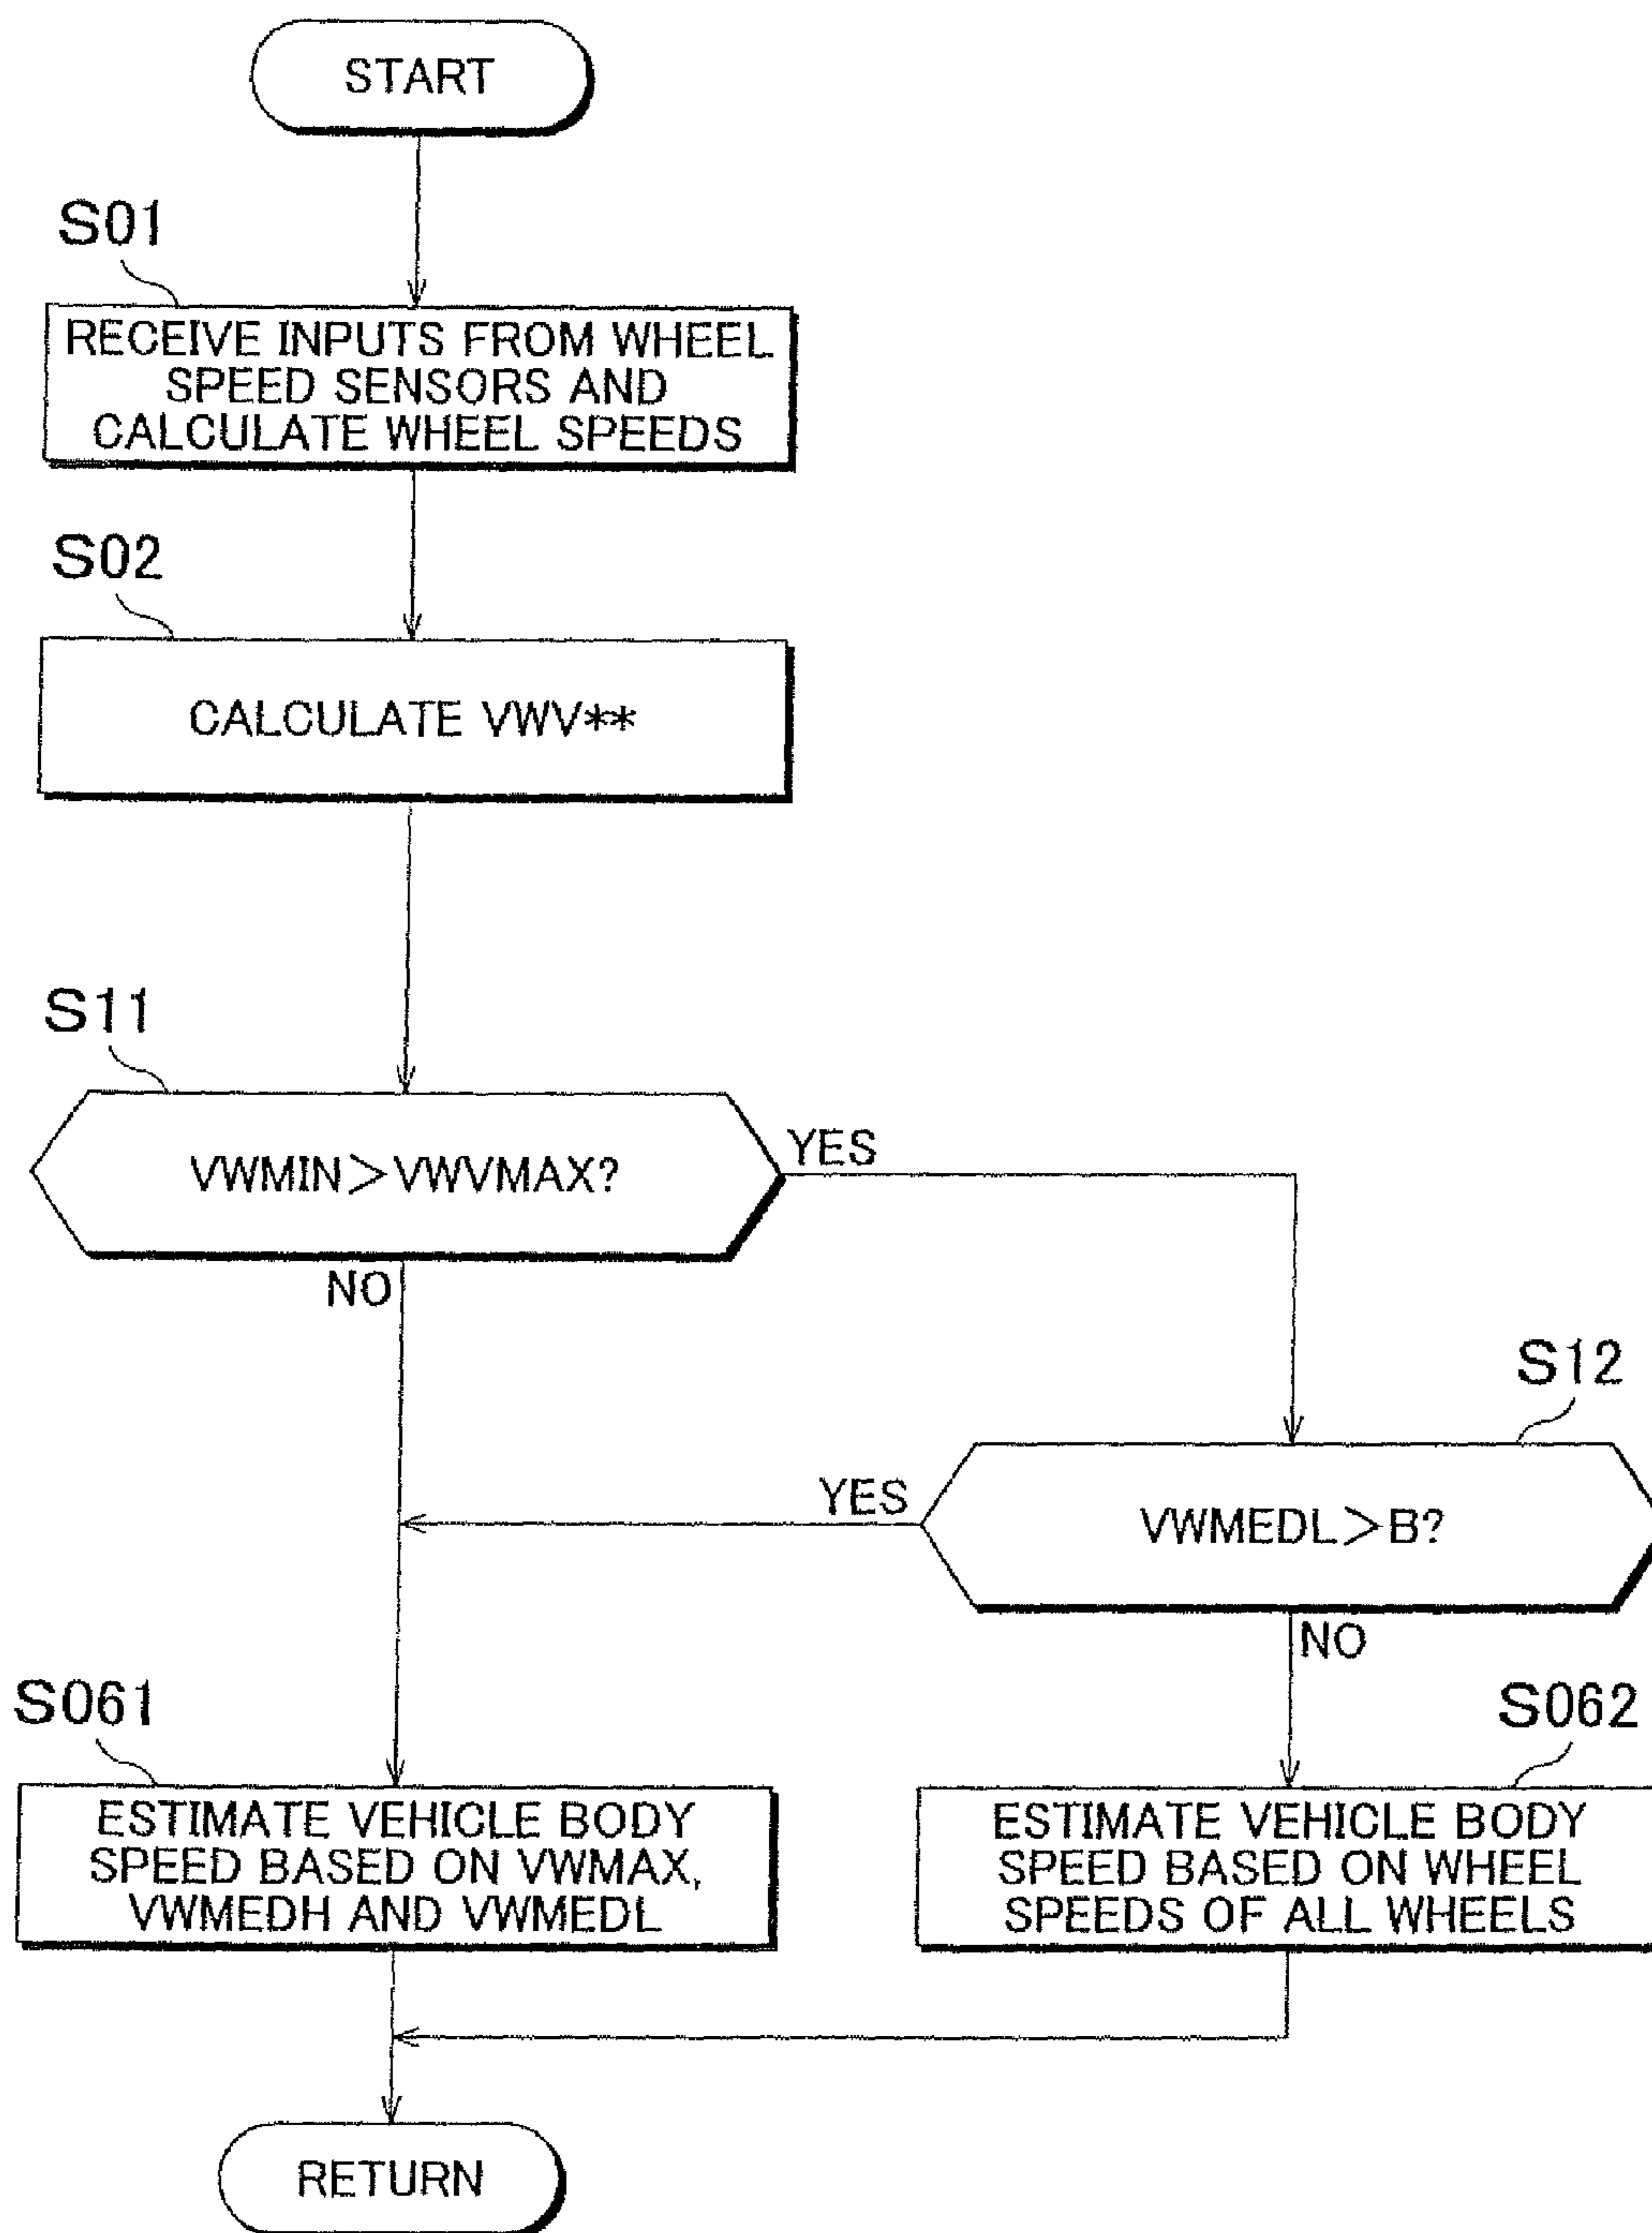 START
S01
RECEIVE INPUTS FROM WHEEL
SPEED SENSORS AND
CALCULATE WHEEL SPEEDS
S02
CALCULATE VWV**
S11
VWMIN>VWVMAX?
YES
NO
S12
VWMEDL>B?
YES
NO
S061
ESTIMATE VEHICLE BODY
SPEED BASED ON VWMAX,
VWMEDH AND VWMEDL
S062
ESTIMATE VEHICLE BODY
SPEED BASED ON WHEEL
SPEEDS OF ALL WHEELS
RETURN